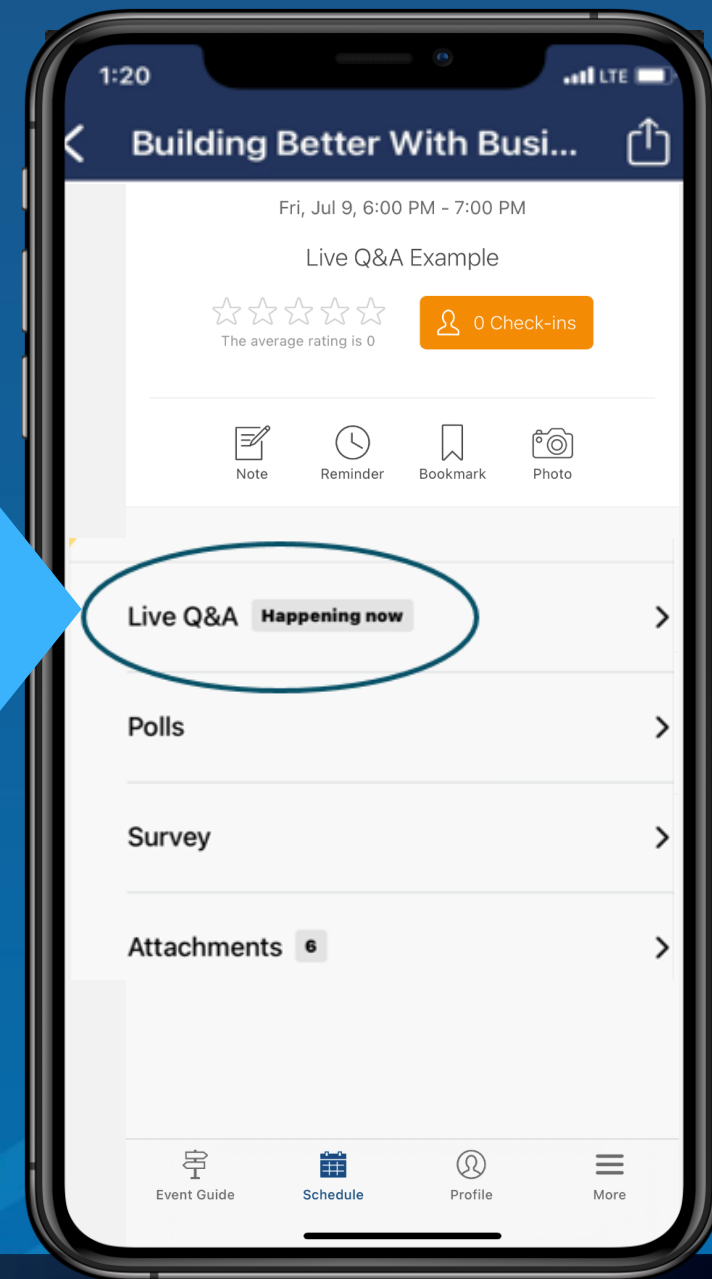 1:20
LTE
Building Better With Busi...
Fri, Jul 9, 6:00 PM - 7:00 PM
Live Q&A Example
The average rating is 0
0 Check-ins
Note Reminder Bookmark Photo
Live Q&A Happening now
Polls
Survey
Attachments 6
Event Guide Schedule Profile More